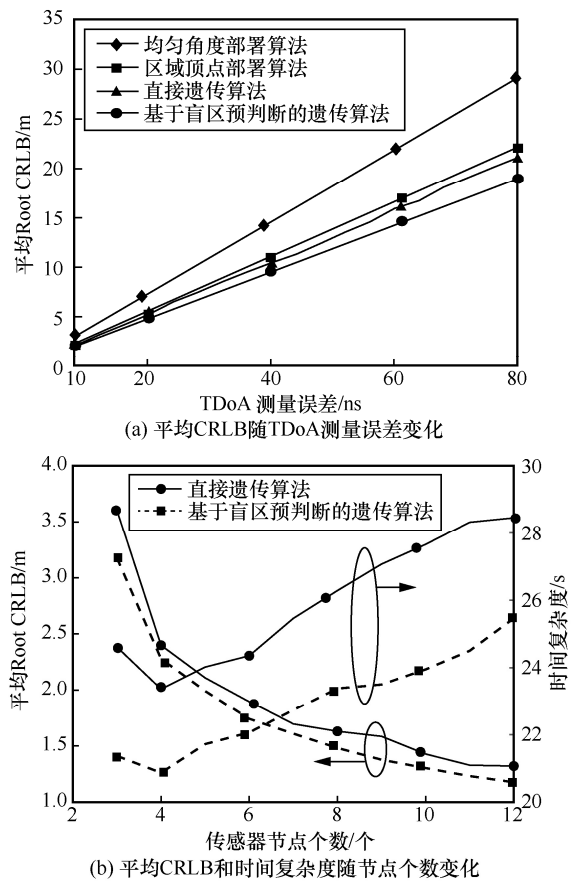 35
30
25
20
15
10
5
0
平均Root CRLB/m
均匀角度部署算法
区域顶点部署算法
直接遗传算法
基于盲区预判断的遗传算法
10 20 40 60 80
TDoA 测量误差/ns
(a) 平均CRLB随TDoA测量误差变化
4.0
3.5
3.0
2.5
2.0
1.5
1.0
平均Root CRLB/m
直接遗传算法
基于盲区预判断的遗传算法
30
28
26
24
22
20
时间复杂度/s
2 4 6 8 10 12
传感器节点个数/个
(b) 平均CRLB和时间复杂度随节点个数变化